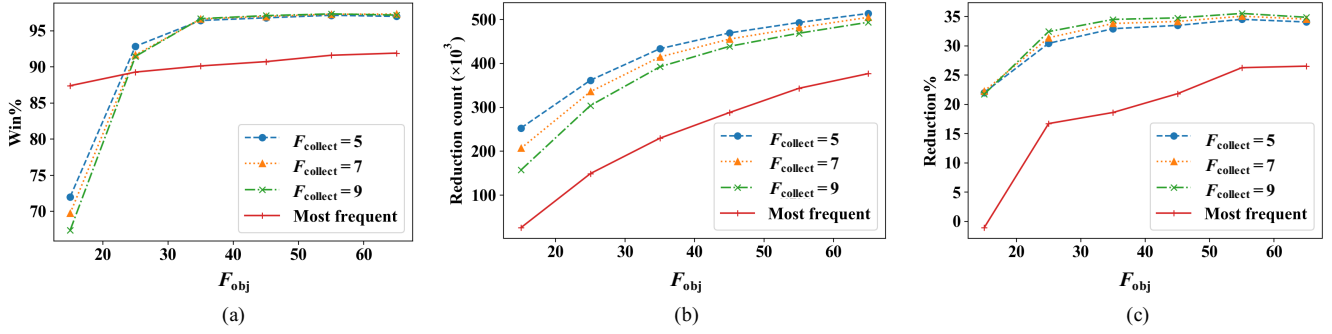 95
90
85
80
75
70
Win%
20
30
40
50
60
F_obj
F_collect = 5
F_collect = 7
F_collect = 9
Most frequent
(a)
500
400
300
200
100
Reduction count (×10³)
20
30
40
50
60
F_obj
F_collect = 5
F_collect = 7
F_collect = 9
Most frequent
(b)
35
30
25
20
15
10
5
0
Reduction%
20
30
40
50
60
F_obj
F_collect = 5
F_collect = 7
F_collect = 9
Most frequent
(c)